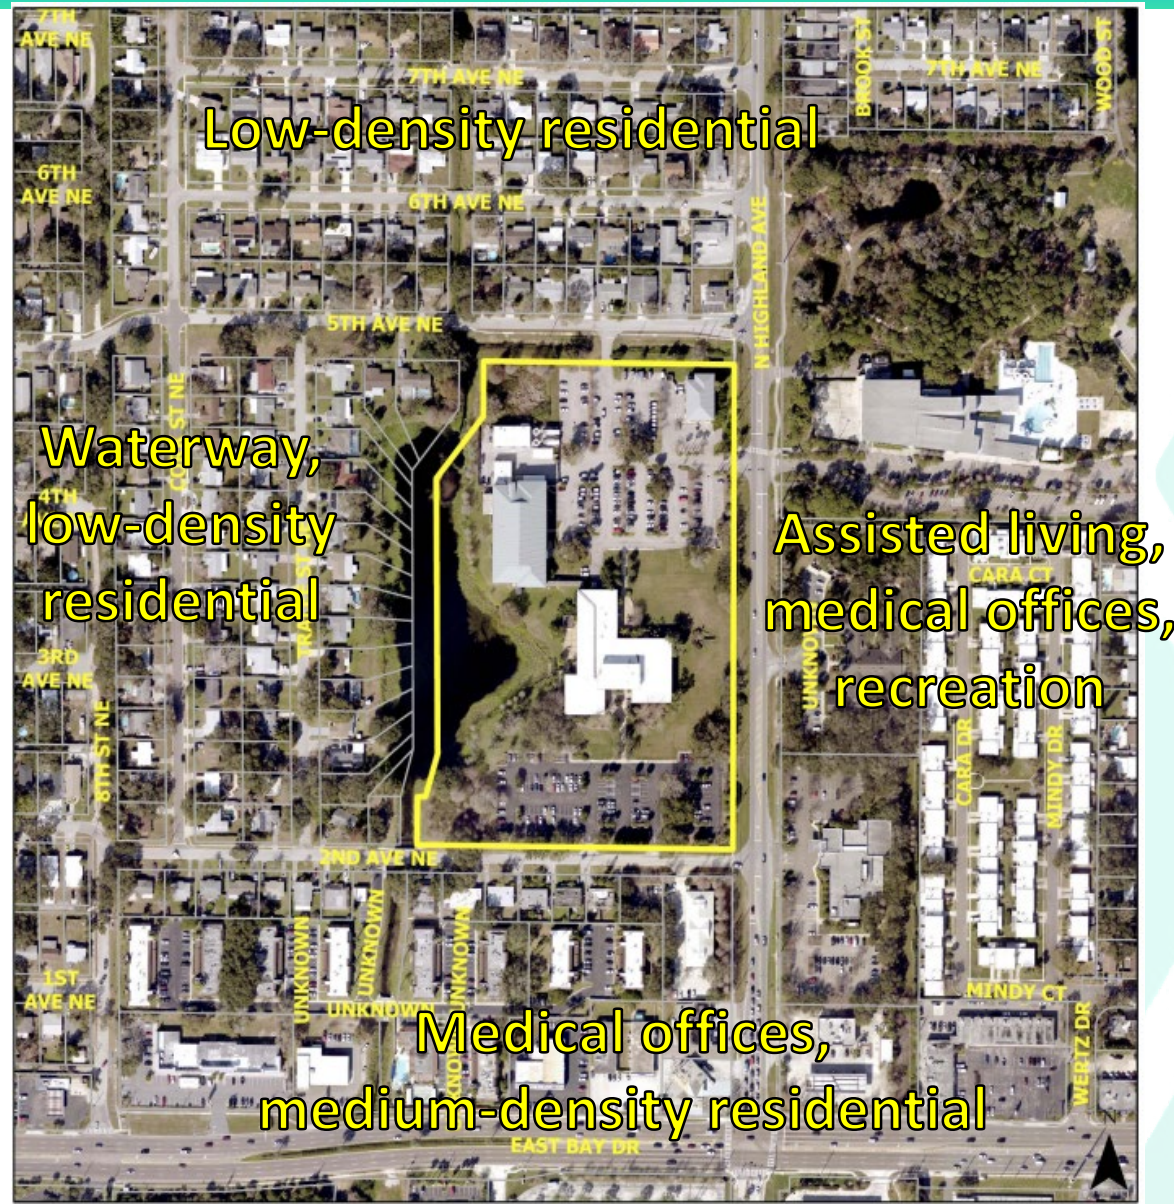 7TH
AVE NE
7TH AVE NE
BROOK ST
7TH AVE NE
WOOD ST
Low-density residential
6TH
AVE NE
6TH AVE NE
N HIGHLAND AVE
5TH AVE NE
ST NE
Waterway,
low-density
residential
4TH
ST
3RD
AVE NE
8TH ST NE
Assisted living,
medical offices,
recreation
CARA CT
CARA DR
MINDY DR
2ND AVE NE
UNKNOWN
UNKNOWN
UNKNOWN
UNKNOWN
1ST
AVE NE
MINDY CT
WERTZ DR
Medical offices,
medium-density residential
EAST BAY DR